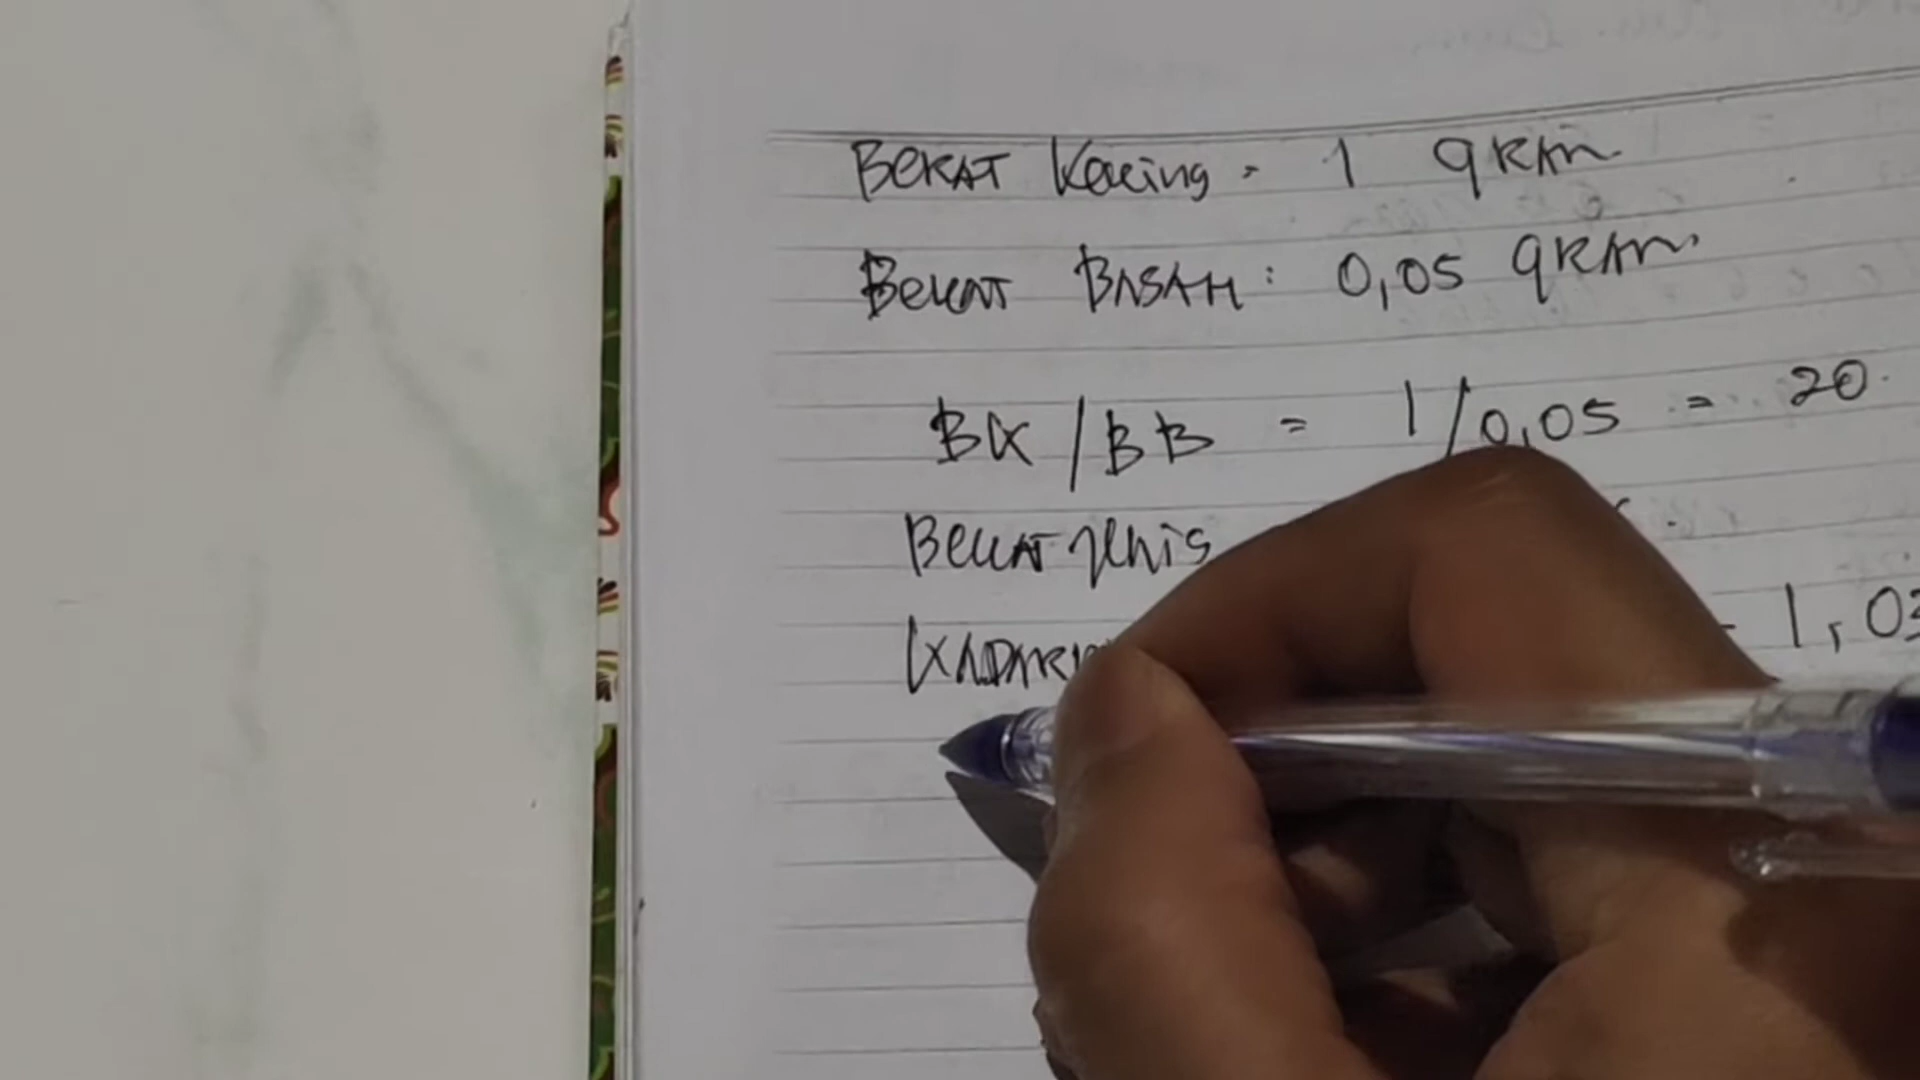 BERAT Kering = 1 gram
BERAT BASAH : 0,05 gram
BK / BB = 1 / 0,05 = 20
BERAT Jenis
1,03